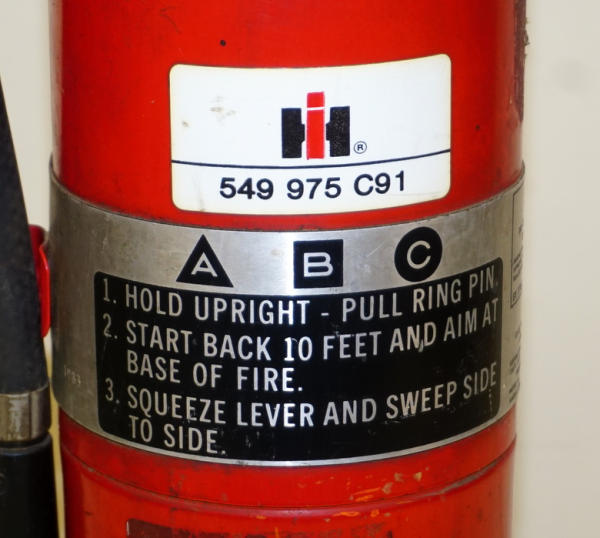 IH®
549 975 C91
A B C
1. HOLD UPRIGHT - PULL RING PIN.
2. START BACK 10 FEET AND AIM AT
BASE OF FIRE.
3. SQUEEZE LEVER AND SWEEP SIDE
TO SIDE.